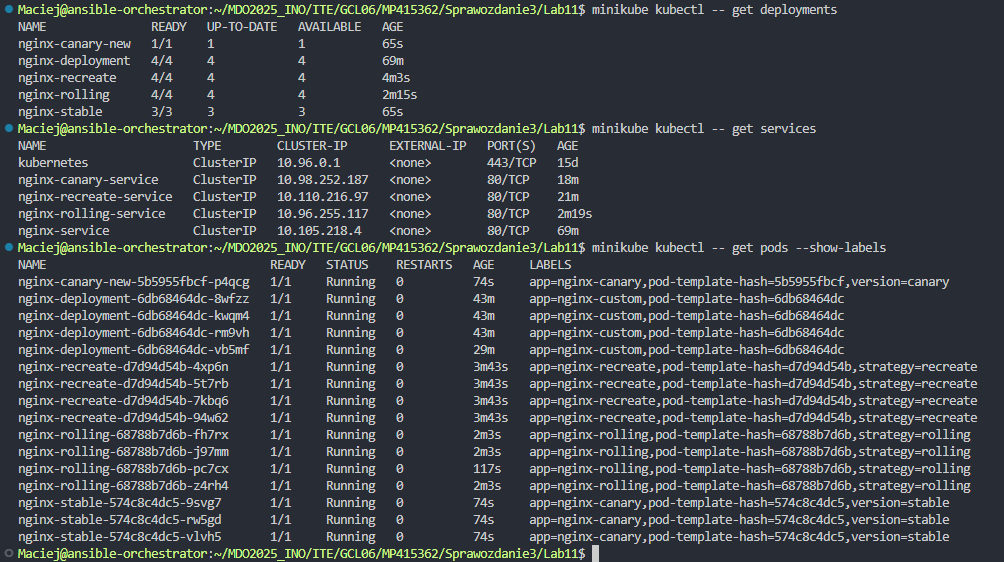 Maciej@ansible-orchestrator:~/MDO2025_INO/ITE/GCL06/MP415362/Sprawozdanie3/Lab11$ minikube kubectl -- get deployments
NAME READY UP-TO-DATE AVAILABLE AGE
nginx-canary-new 1/1 1 1 65s
nginx-deployment 4/4 4 4 69m
nginx-recreate 4/4 4 4 4m3s
nginx-rolling 4/4 4 4 2m15s
nginx-stable 3/3 3 3 65s
Maciej@ansible-orchestrator:~/MDO2025_INO/ITE/GCL06/MP415362/Sprawozdanie3/Lab11$ minikube kubectl -- get services
NAME TYPE CLUSTER-IP EXTERNAL-IP PORT(S) AGE
kubernetes ClusterIP 10.96.0.1 <none> 443/TCP 15d
nginx-canary-service ClusterIP 10.98.252.187 <none> 80/TCP 18m
nginx-recreate-service ClusterIP 10.110.216.97 <none> 80/TCP 21m
nginx-rolling-service ClusterIP 10.96.255.117 <none> 80/TCP 2m19s
nginx-service ClusterIP 10.105.218.4 <none> 80/TCP 69m
Maciej@ansible-orchestrator:~/MDO2025_INO/ITE/GCL06/MP415362/Sprawozdanie3/Lab11$ minikube kubectl -- get pods --show-labels
NAME READY STATUS RESTARTS AGE LABELS
nginx-canary-new-5b5955fbcf-p4qcg 1/1 Running 0 74s app=nginx-canary,pod-template-hash=5b5955fbcf,version=canary
nginx-deployment-6db68464dc-8wfzz 1/1 Running 0 43m app=nginx-custom,pod-template-hash=6db68464dc
nginx-deployment-6db68464dc-kwqm4 1/1 Running 0 43m app=nginx-custom,pod-template-hash=6db68464dc
nginx-deployment-6db68464dc-rm9vh 1/1 Running 0 43m app=nginx-custom,pod-template-hash=6db68464dc
nginx-deployment-6db68464dc-vb5mf 1/1 Running 0 29m app=nginx-custom,pod-template-hash=6db68464dc
nginx-recreate-d7d94d54b-4xp6n 1/1 Running 0 3m43s app=nginx-recreate,pod-template-hash=d7d94d54b,strategy=recreate
nginx-recreate-d7d94d54b-5t7rb 1/1 Running 0 3m43s app=nginx-recreate,pod-template-hash=d7d94d54b,strategy=recreate
nginx-recreate-d7d94d54b-7kbq6 1/1 Running 0 3m43s app=nginx-recreate,pod-template-hash=d7d94d54b,strategy=recreate
nginx-recreate-d7d94d54b-94w62 1/1 Running 0 3m43s app=nginx-recreate,pod-template-hash=d7d94d54b,strategy=recreate
nginx-rolling-68788b7d6b-fh7rx 1/1 Running 0 2m3s app=nginx-rolling,pod-template-hash=68788b7d6b,strategy=rolling
nginx-rolling-68788b7d6b-j97mm 1/1 Running 0 2m3s app=nginx-rolling,pod-template-hash=68788b7d6b,strategy=rolling
nginx-rolling-68788b7d6b-pc7cx 1/1 Running 0 117s app=nginx-rolling,pod-template-hash=68788b7d6b,strategy=rolling
nginx-rolling-68788b7d6b-z4rh4 1/1 Running 0 2m3s app=nginx-rolling,pod-template-hash=68788b7d6b,strategy=rolling
nginx-stable-574c8c4dc5-9svg7 1/1 Running 0 74s app=nginx-canary,pod-template-hash=574c8c4dc5,version=stable
nginx-stable-574c8c4dc5-rw5gd 1/1 Running 0 74s app=nginx-canary,pod-template-hash=574c8c4dc5,version=stable
nginx-stable-574c8c4dc5-vlvh5 1/1 Running 0 74s app=nginx-canary,pod-template-hash=574c8c4dc5,version=stable
Maciej@ansible-orchestrator:~/MDO2025_INO/ITE/GCL06/MP415362/Sprawozdanie3/Lab11$